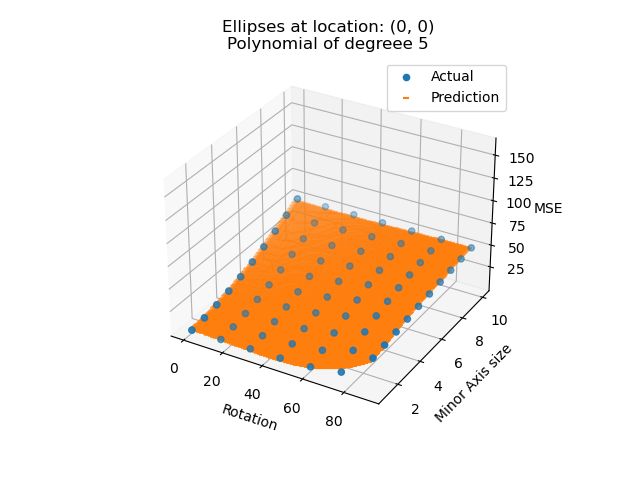 Ellipses at location: (0, 0)
Polynomial of degreee 5
Actual
Prediction
150
125
100
75
50
25
MSE
0
20
40
60
80
Rotation
2
4
6
8
10
Minor Axis size